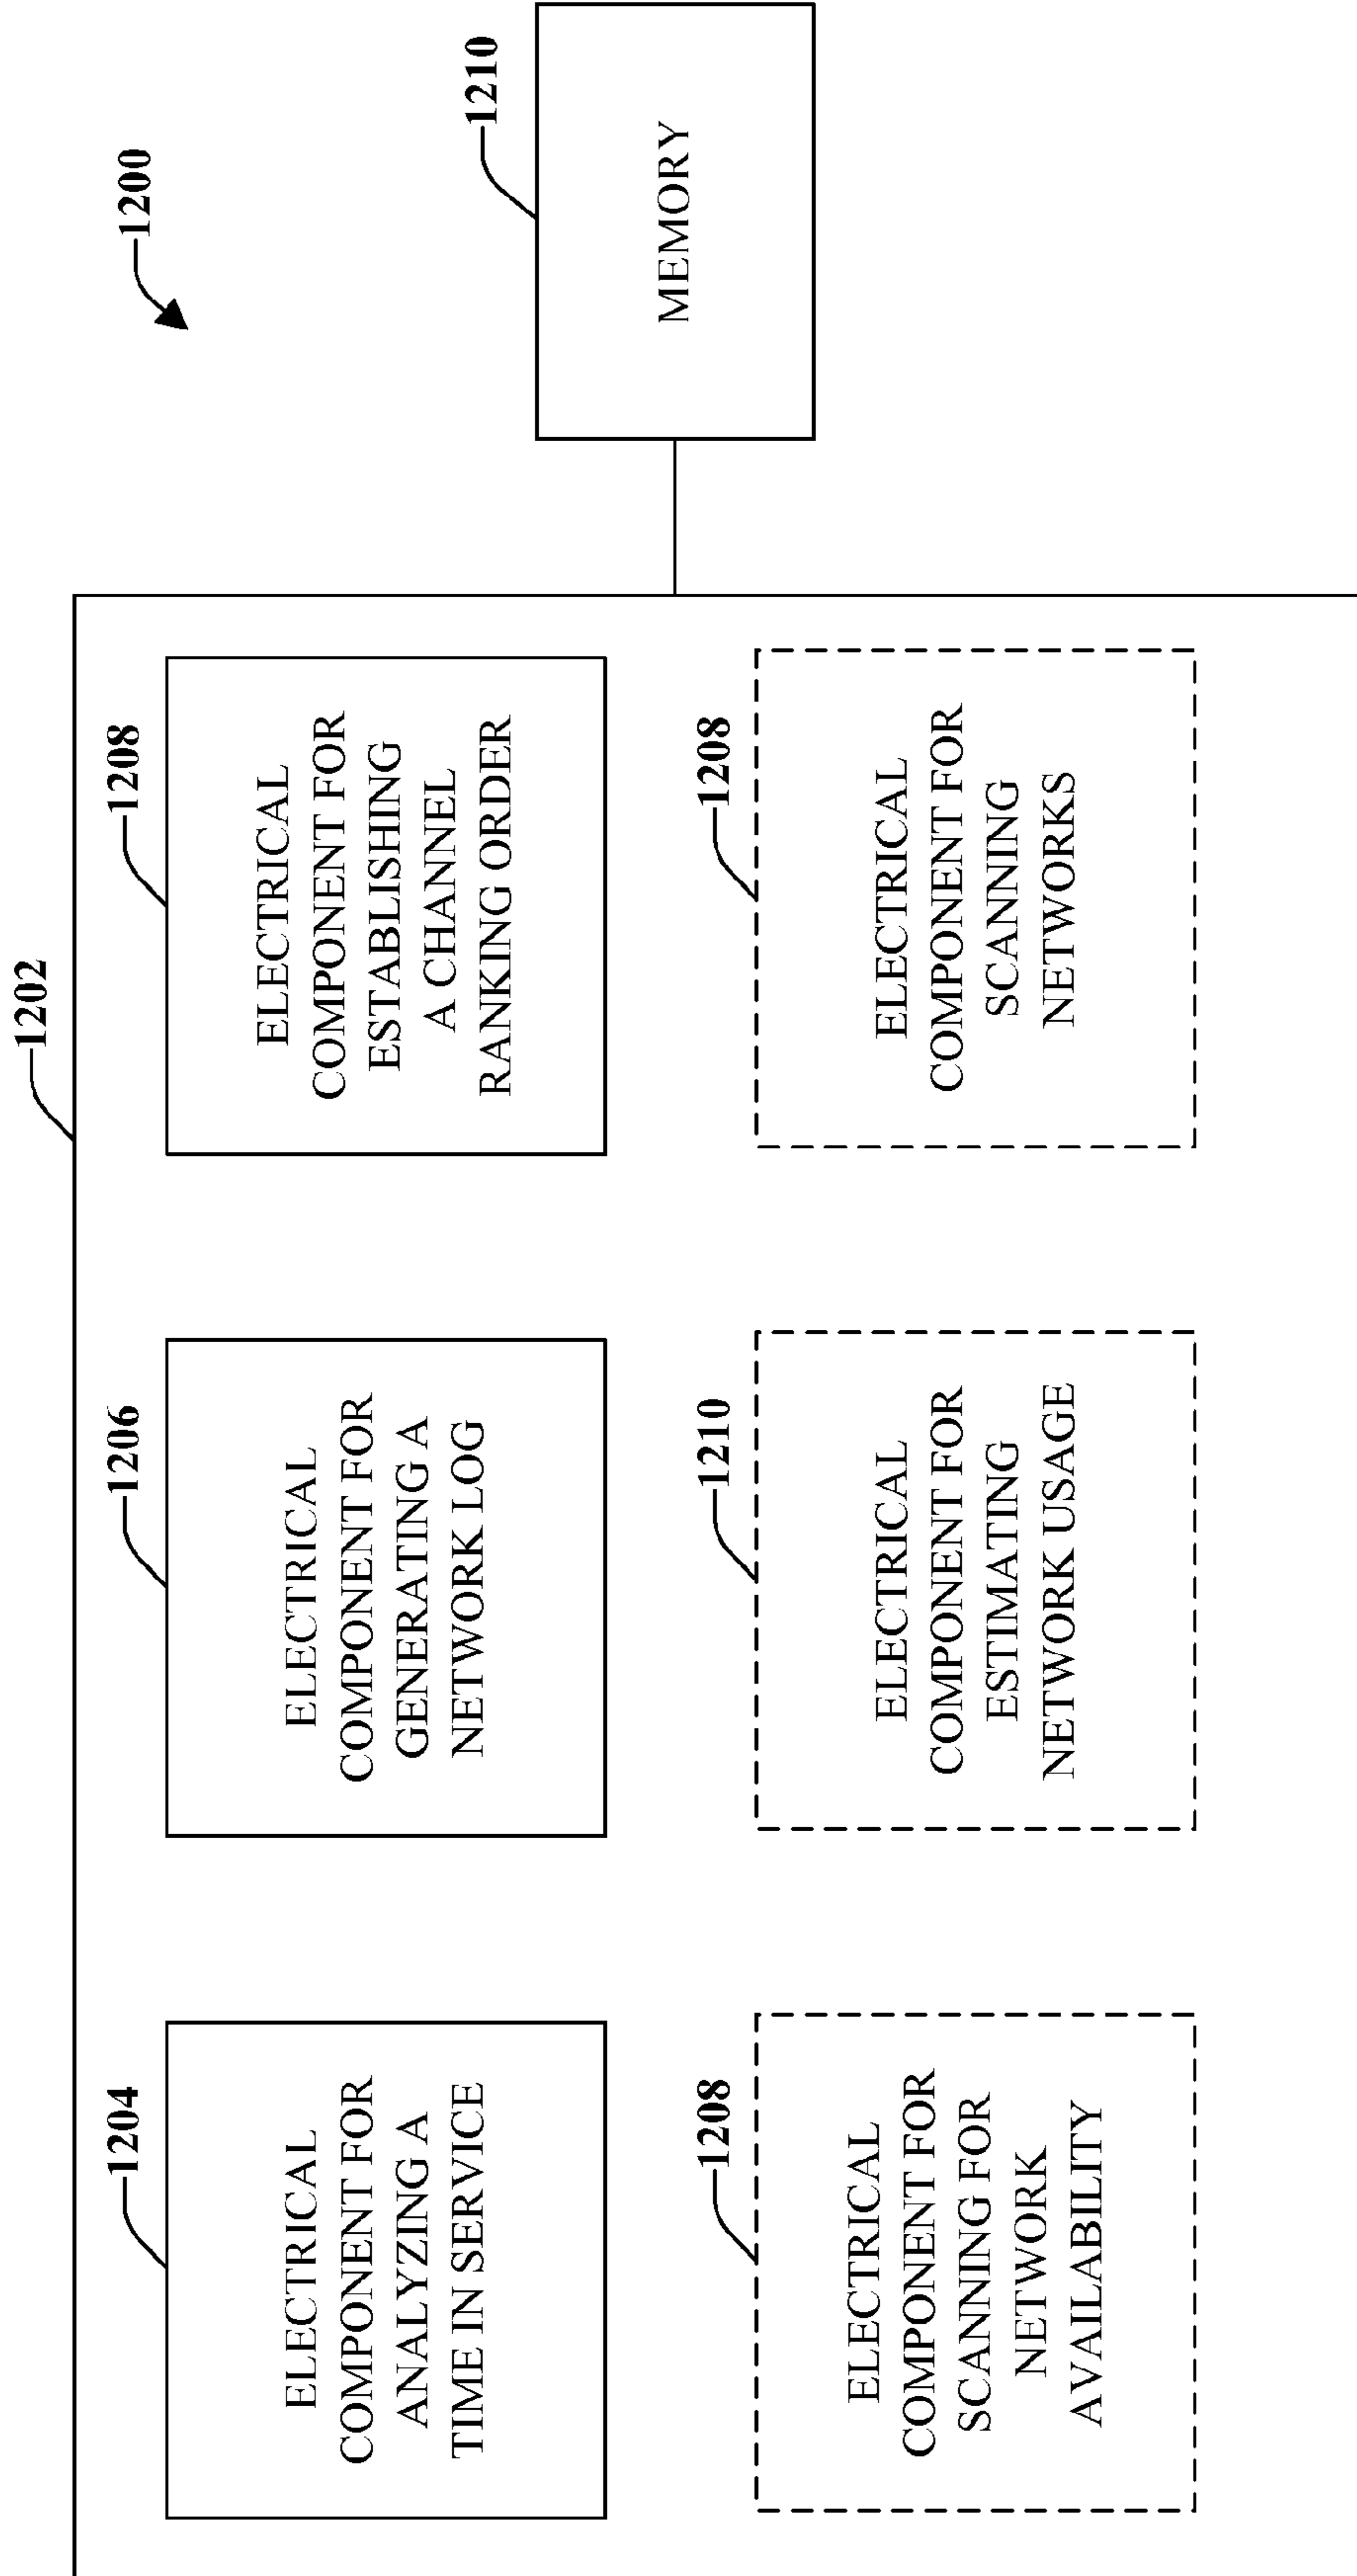 1200
1202
1204
ELECTRICAL
COMPONENT FOR
ANALYZING A
TIME IN SERVICE
1206
ELECTRICAL
COMPONENT FOR
GENERATING A
NETWORK LOG
1208
ELECTRICAL
COMPONENT FOR
ESTABLISHING
A CHANNEL
RANKING ORDER
1210
MEMORY
1208
ELECTRICAL
COMPONENT FOR
SCANNING FOR
NETWORK
AVAILABILITY
1210
ELECTRICAL
COMPONENT FOR
ESTIMATING
NETWORK USAGE
1208
ELECTRICAL
COMPONENT FOR
SCANNING
NETWORKS